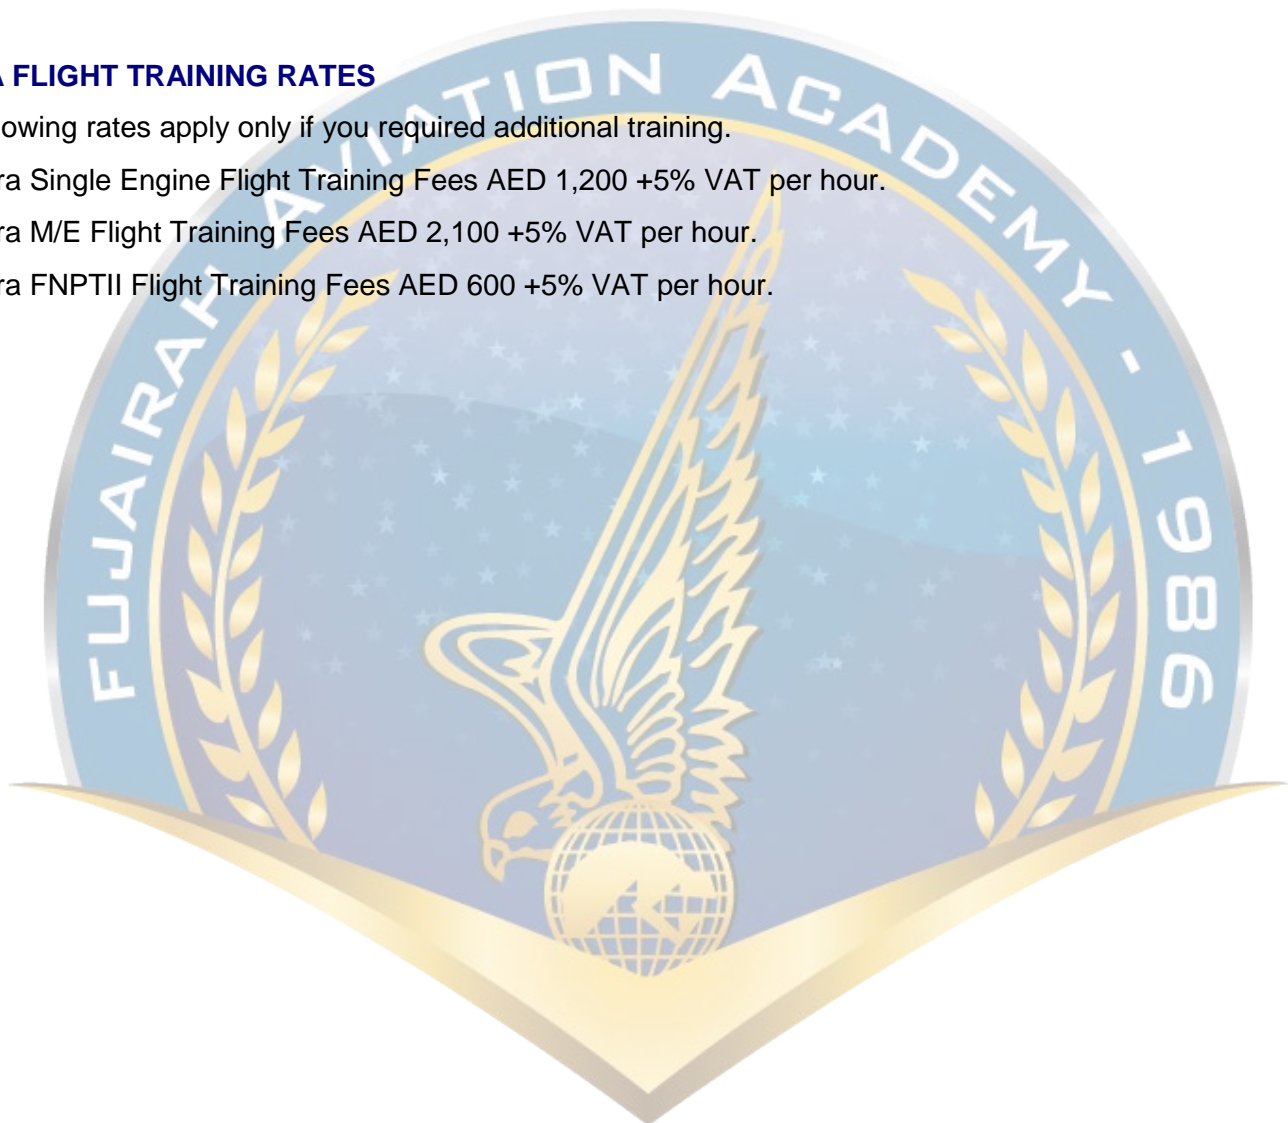 A FLIGHT TRAINING RATES
lowing rates apply only if you required additional training.
ra Single Engine Flight Training Fees AED 1,200 +5% VAT per hour.
ra M/E Flight Training Fees AED 2,100 +5% VAT per hour.
ra FNPTII Flight Training Fees AED 600 +5% VAT per hour.
FUJAIRAH AVIATION ACADEMY - 1986